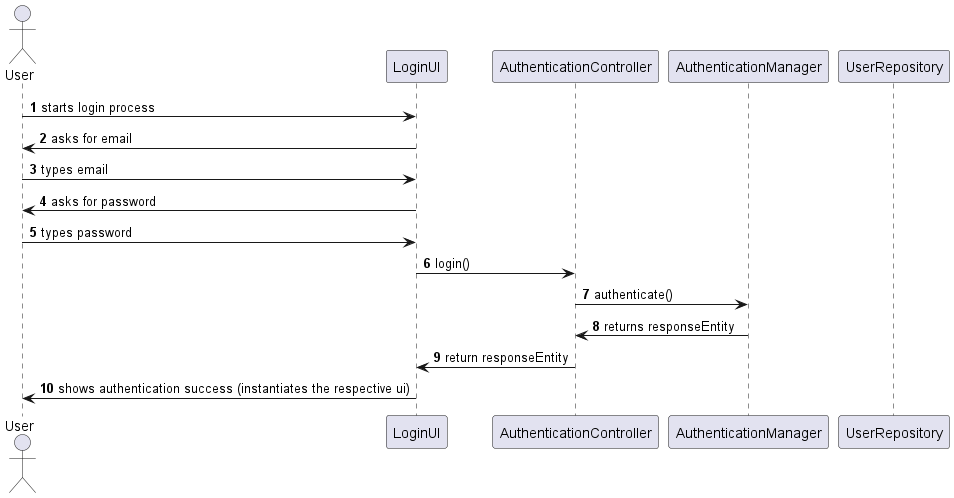 User
LoginUI
AuthenticationController
AuthenticationManager
UserRepository
1 starts login process
2 asks for email
3 types email
4 asks for password
5 types password
6 login()
7 authenticate()
8 returns responseEntity
9 return responseEntity
10 shows authentication success (instantiates the respective ui)
User
LoginUI
AuthenticationController
AuthenticationManager
UserRepository